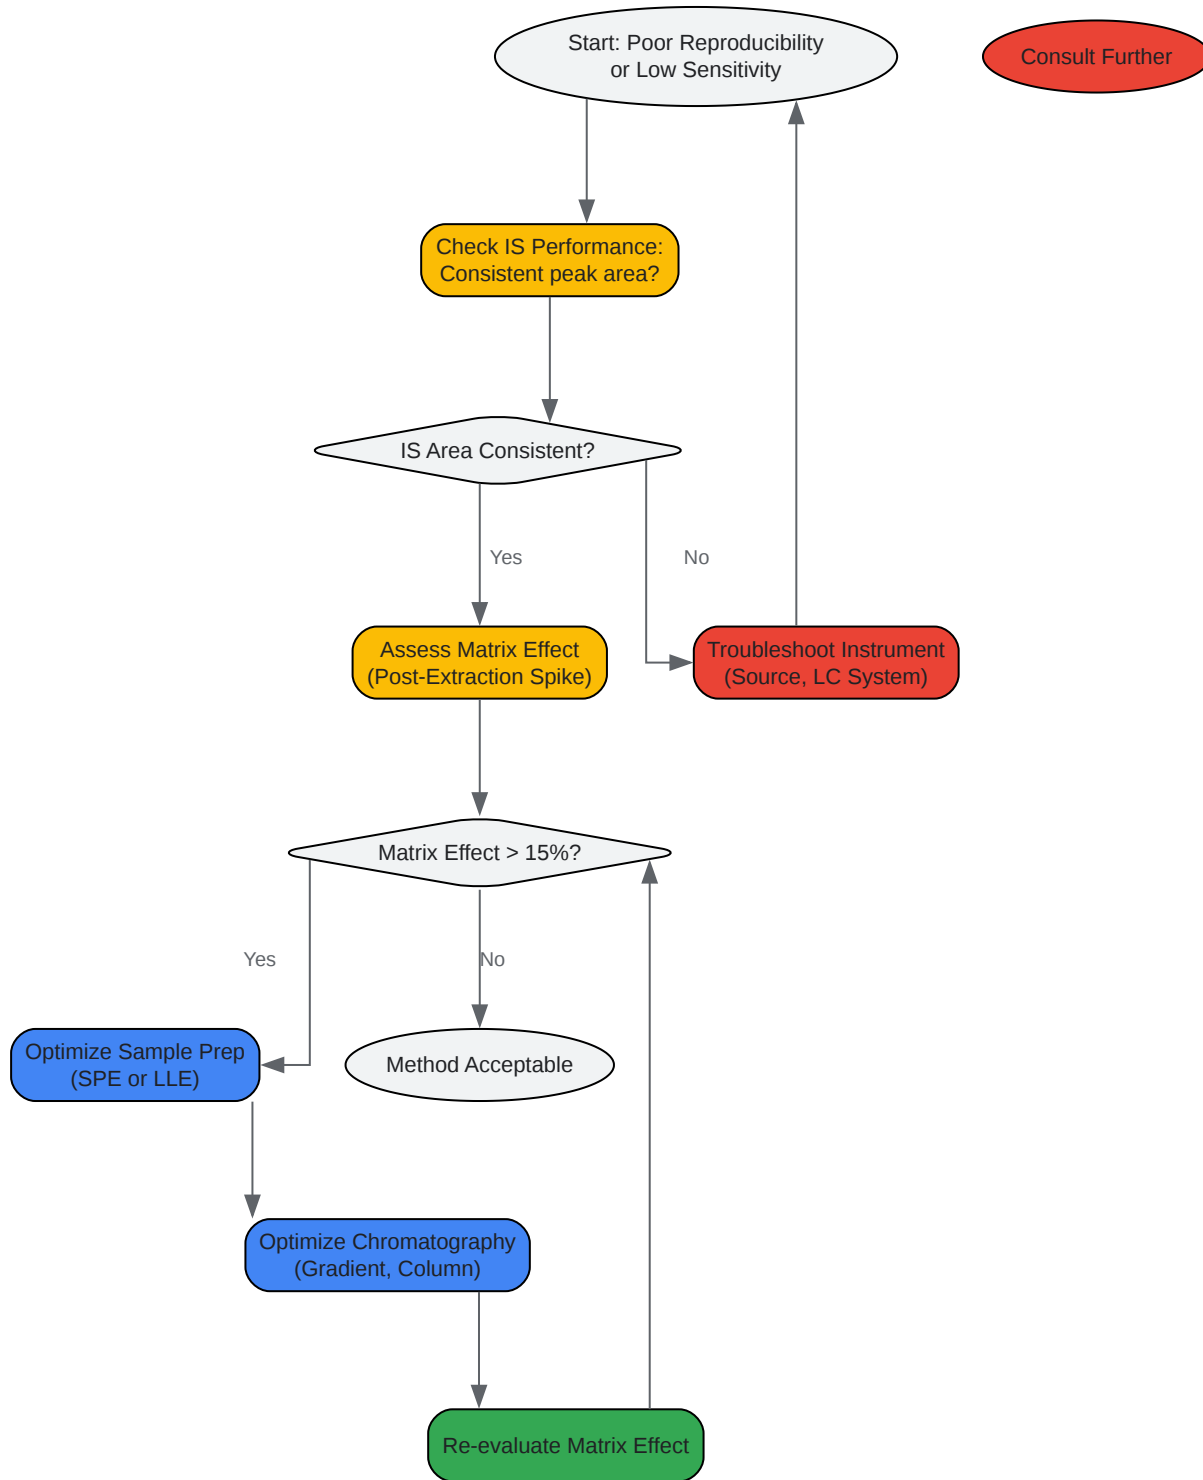 Start: Poor Reproducibility
or Low Sensitivity
Consult Further
Check IS Performance:
Consistent peak area?
IS Area Consistent?
Yes
No
Assess Matrix Effect
(Post-Extraction Spike)
Troubleshoot Instrument
(Source, LC System)
Matrix Effect > 15%?
Yes
No
Optimize Sample Prep
(SPE or LLE)
Method Acceptable
Optimize Chromatography
(Gradient, Column)
Re-evaluate Matrix Effect